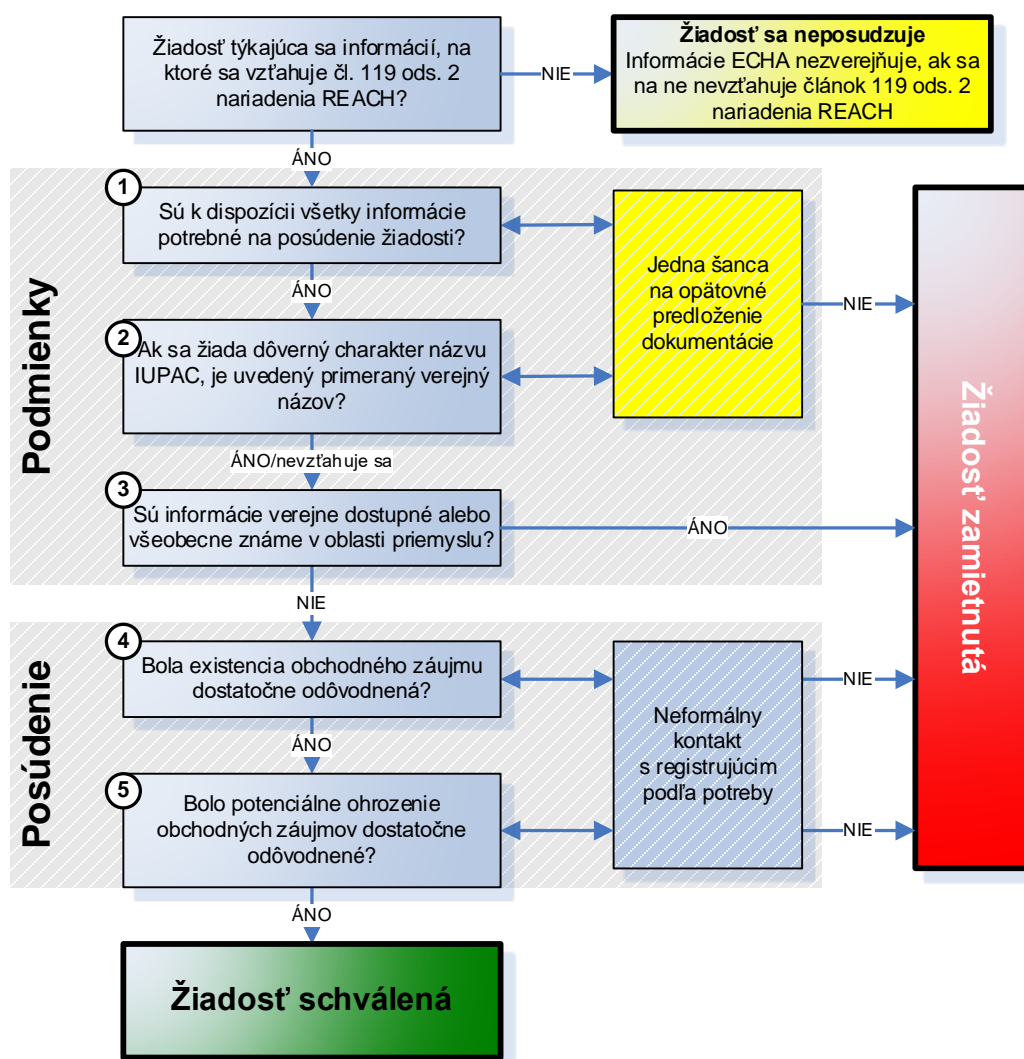 Žiadosť týkajúca sa informácií, na
ktoré sa vzťahuje čl. 119 ods. 2
nariadenia REACH?
NIE
Žiadosť sa neposudzuje
Informácie ECHA nezverejňuje, ak sa
na ne nevzťahuje článok 119 ods. 2
nariadenia REACH
ÁNO
Podmienky
1
Sú k dispozícii všetky informácie
potrebné na posúdenie žiadosti?
Jedna šanca
na opätovné
predloženie
dokumentácie
NIE
ÁNO
2
Ak sa žiada dôverný charakter názvu
IUPAC, je uvedený primeraný verejný
názov?
ÁNO/nevzťahuje sa
3
Sú informácie verejne dostupné alebo
všeobecne známe v oblasti priemyslu?
ÁNO
Žiadosť zamietnutá
NIE
Posúdenie
4
Bola existencia obchodného záujmu
dostatočne odôvodnená?
Neformálny
kontakt
s registrujúcim
podľa potreby
NIE
ÁNO
5
Bolo potenciálne ohrozenie
obchodných záujmov dostatočne
odôvodnené?
NIE
ÁNO
Žiadosť schválená